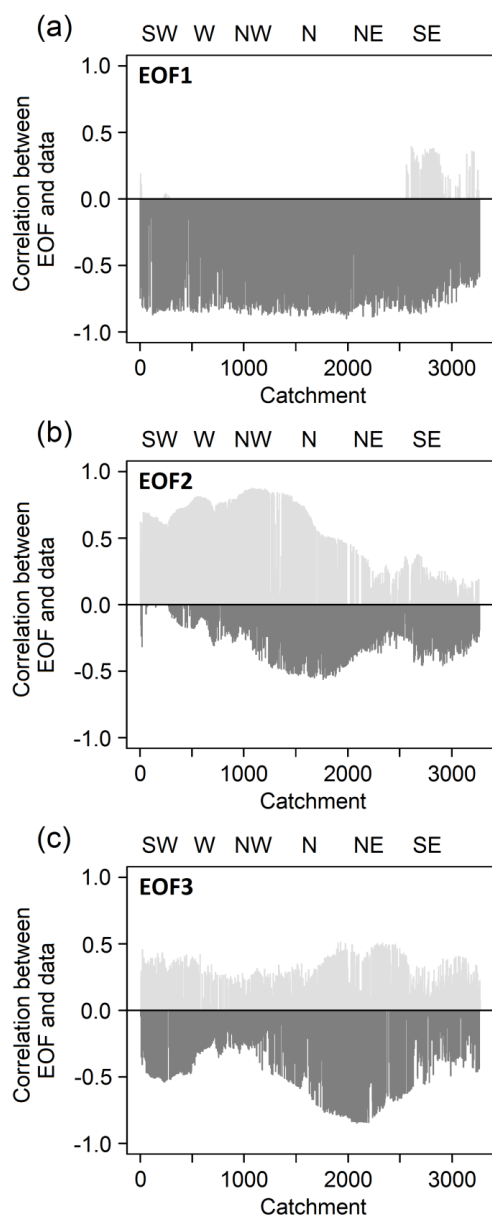 (a)
SW W NW N NE SE
EOF1
1.0
0.5
0.0
-0.5
-1.0
Correlation between
EOF and data
0 1000 2000 3000
Catchment
(b)
SW W NW N NE SE
EOF2
1.0
0.5
0.0
-0.5
-1.0
Correlation between
EOF and data
0 1000 2000 3000
Catchment
(c)
SW W NW N NE SE
EOF3
1.0
0.5
0.0
-0.5
-1.0
Correlation between
EOF and data
0 1000 2000 3000
Catchment